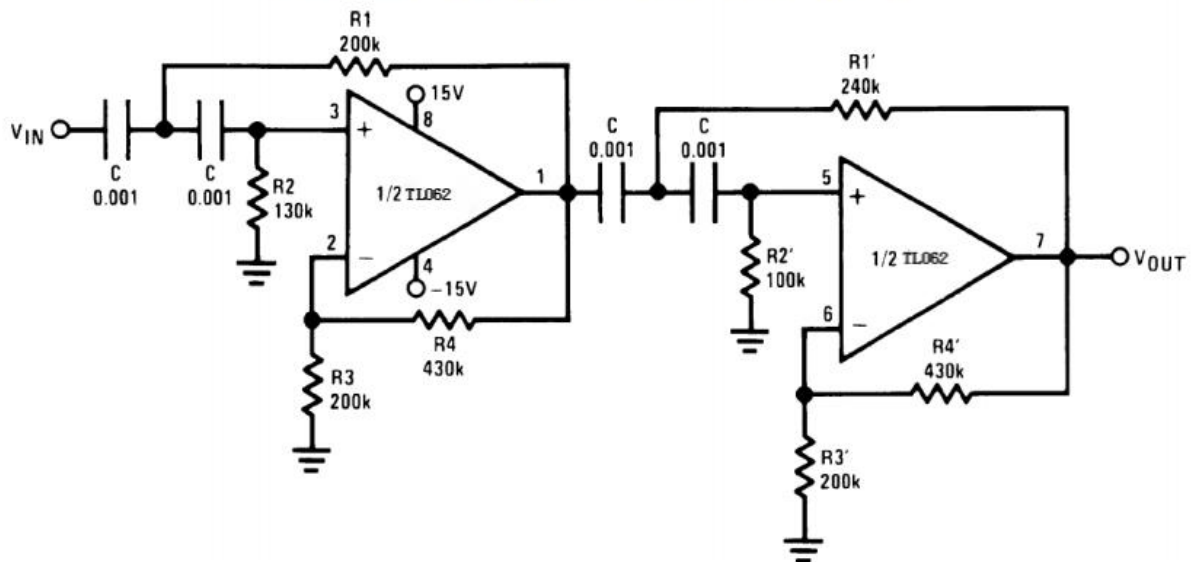 R1
200k
R1'
240k
15V
8
3
+
VIN
C
0.001
C
0.001
R2
130k
1/2 TL062
1
2
−
4
−15V
C
0.001
C
0.001
5
+
R2'
100k
1/2 TL062
7
VOUT
6
−
R4
430k
R3
200k
R4'
430k
R3'
200k